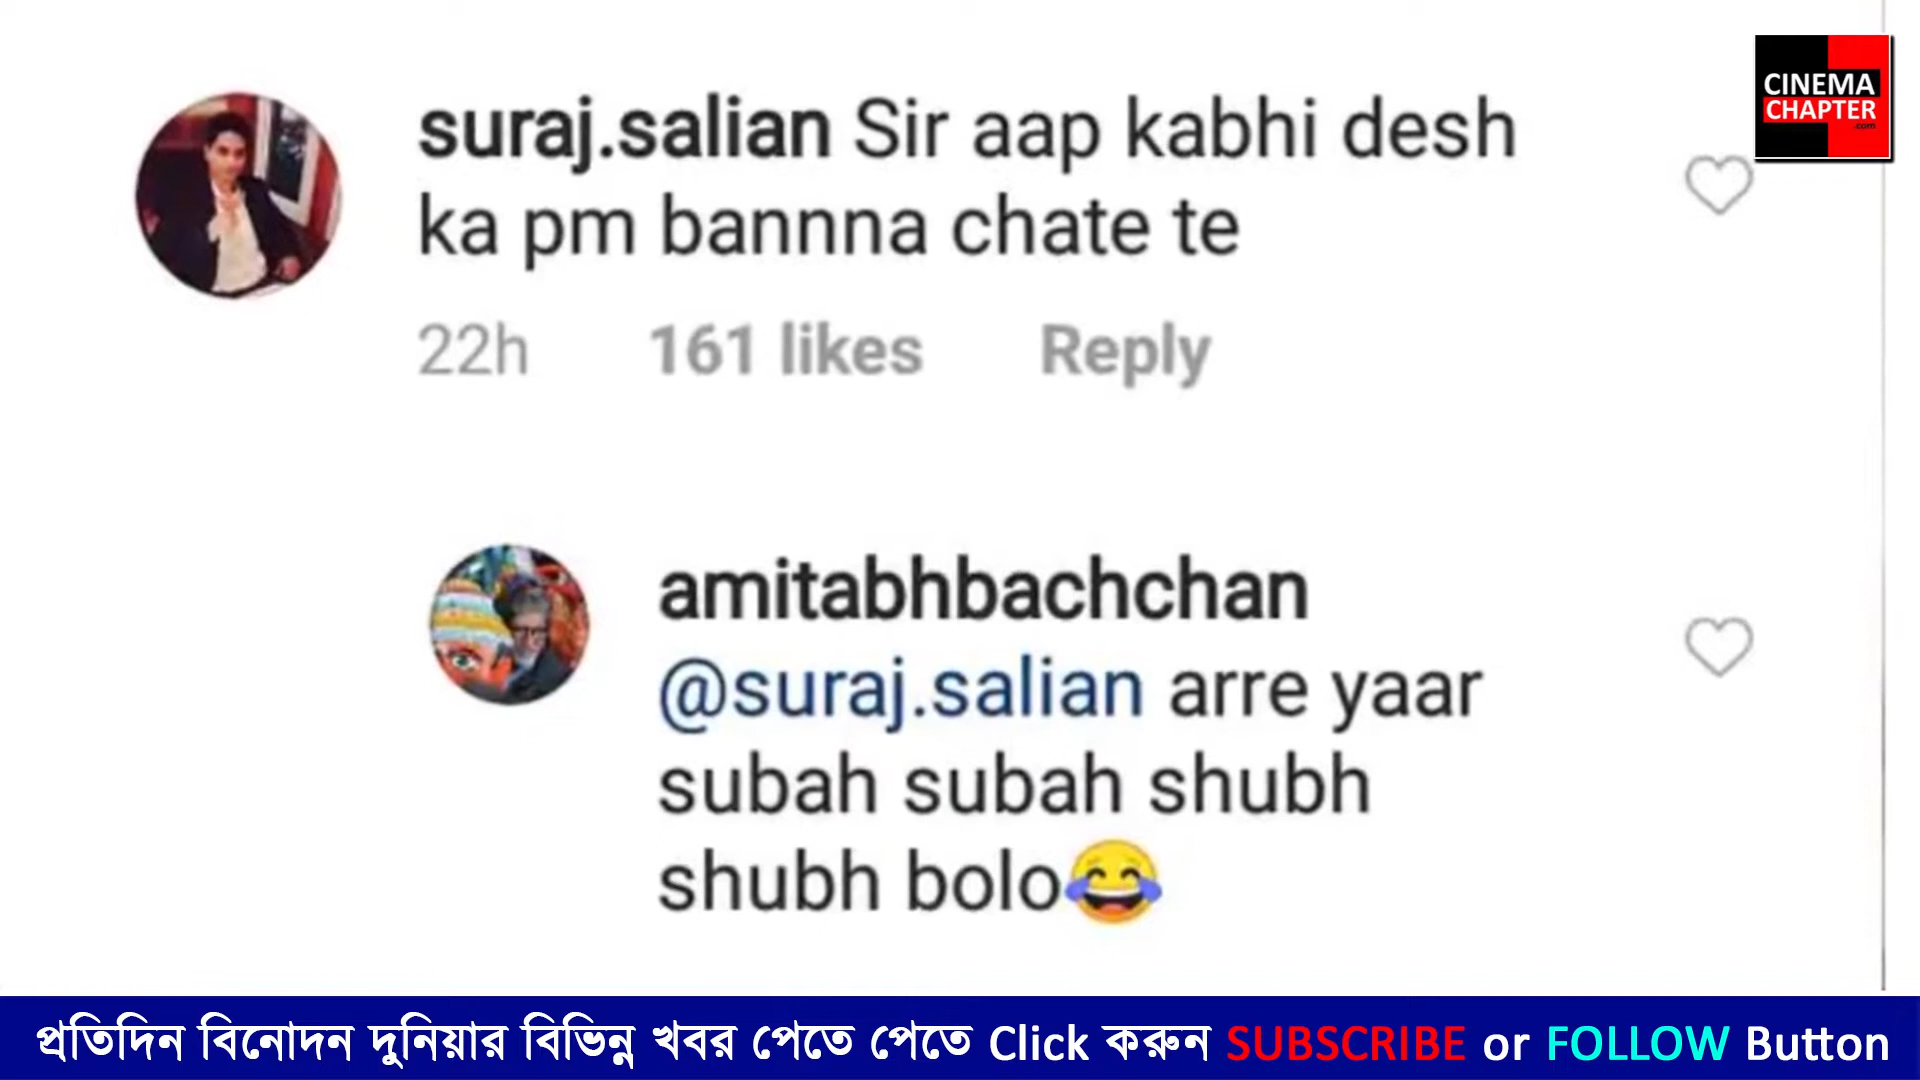 CINEMA
CHAPTER
.com
suraj.salian Sir aap kabhi desh
ka pm bannna chate te
22h 161 likes Reply
amitabhbachchan
@suraj.salian arre yaar
subah subah shubh
shubh bolo😂
প্রতিদিন বিনোদন দুনিয়ার বিভিন্ন খবর পেতে পেতে Click করুন SUBSCRIBE or FOLLOW Button